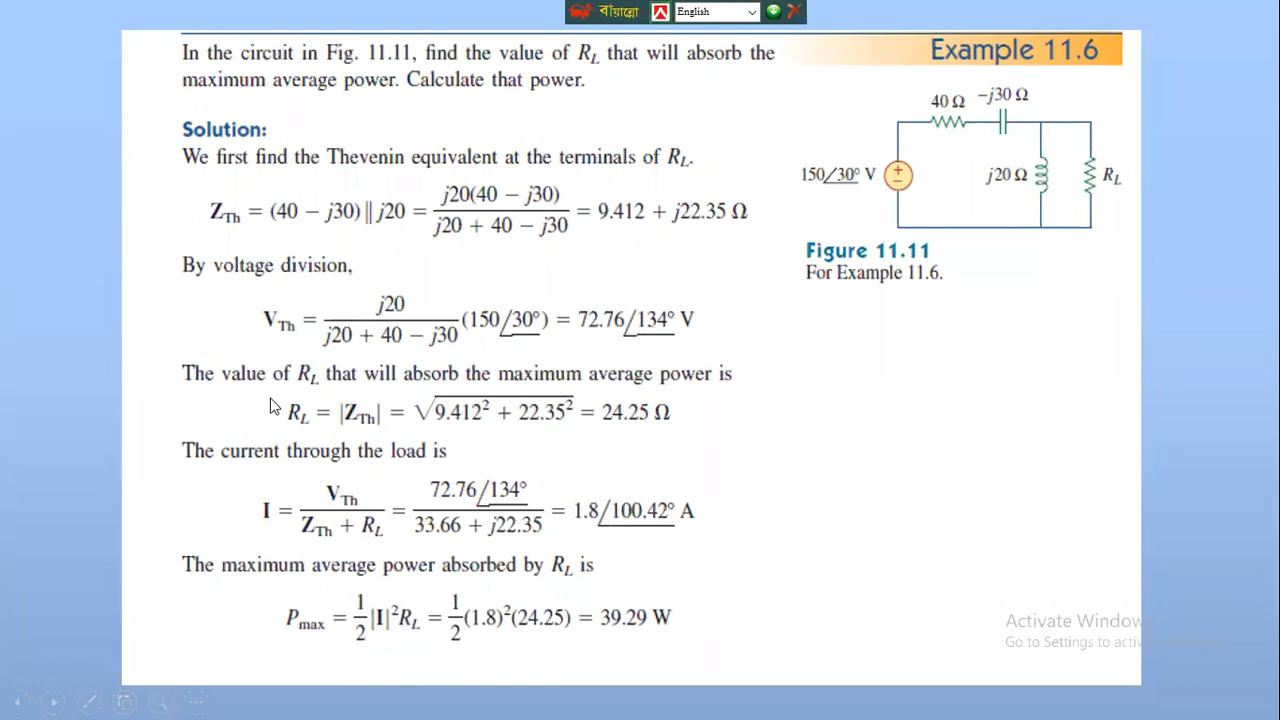 বায়ান্নো
English
In the circuit in Fig. 11.11, find the value of R_L that will absorb the
maximum average power. Calculate that power.
Example 11.6
Solution:
We first find the Thevenin equivalent at the terminals of R_L.
Z_Th = (40 − j30) || j20 = j20(40 − j30) / (j20 + 40 − j30) = 9.412 + j22.35 Ω
By voltage division,
V_Th = j20 / (j20 + 40 − j30) (150∠30°) = 72.76∠134° V
The value of R_L that will absorb the maximum average power is
R_L = |Z_Th| = √(9.412² + 22.35²) = 24.25 Ω
The current through the load is
I = V_Th / (Z_Th + R_L) = 72.76∠134° / (33.66 + j22.35) = 1.8∠100.42° A
The maximum average power absorbed by R_L is
P_max = 1/2 |I|² R_L = 1/2 (1.8)²(24.25) = 39.29 W
40 Ω −j30 Ω
150∠30° V
j20 Ω
R_L
Figure 11.11
For Example 11.6.
Activate Window
Go to Settings to activ